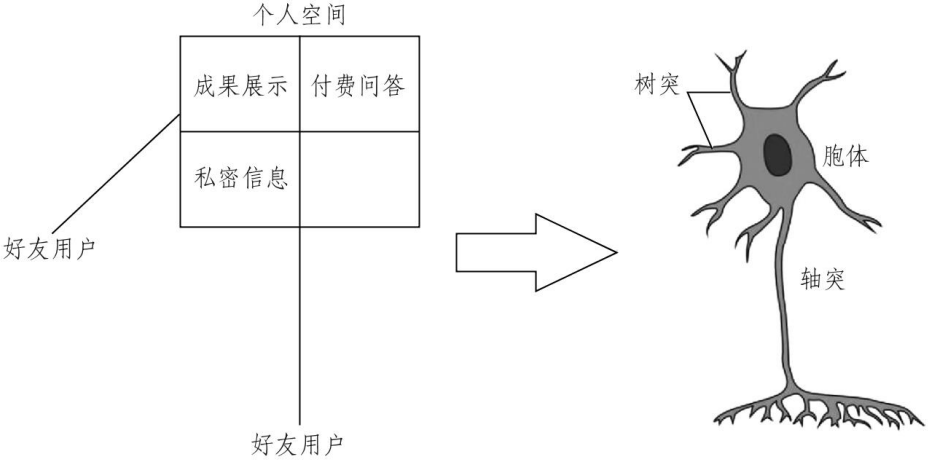 个人空间
成果展示 付费问答
私密信息
好友用户
好友用户
树突
胞体
轴突